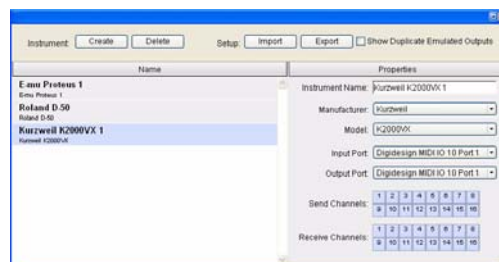 Instrument: Create Delete Setup: Import Export Show Duplicate Emulated Outputs
Name Properties
E-mu Proteus 1
E-mu Proteus 1
Roland D-50
Roland D-50
Kurzweil K2000VX 1
Kurzweil K2000VX
Instrument Name: Kurzweil K2000VX 1
Manufacturer: Kurzweil
Model: K2000VX
Input Port: Digidesign MIDI IO 10 Port 1
Output Port: Digidesign MIDI IO 10 Port 1
Send Channels: 1 2 3 4 5 6 7 8
9 10 11 12 13 14 15 16
Receive Channels: 1 2 3 4 5 6 7 8
9 10 11 12 13 14 15 16